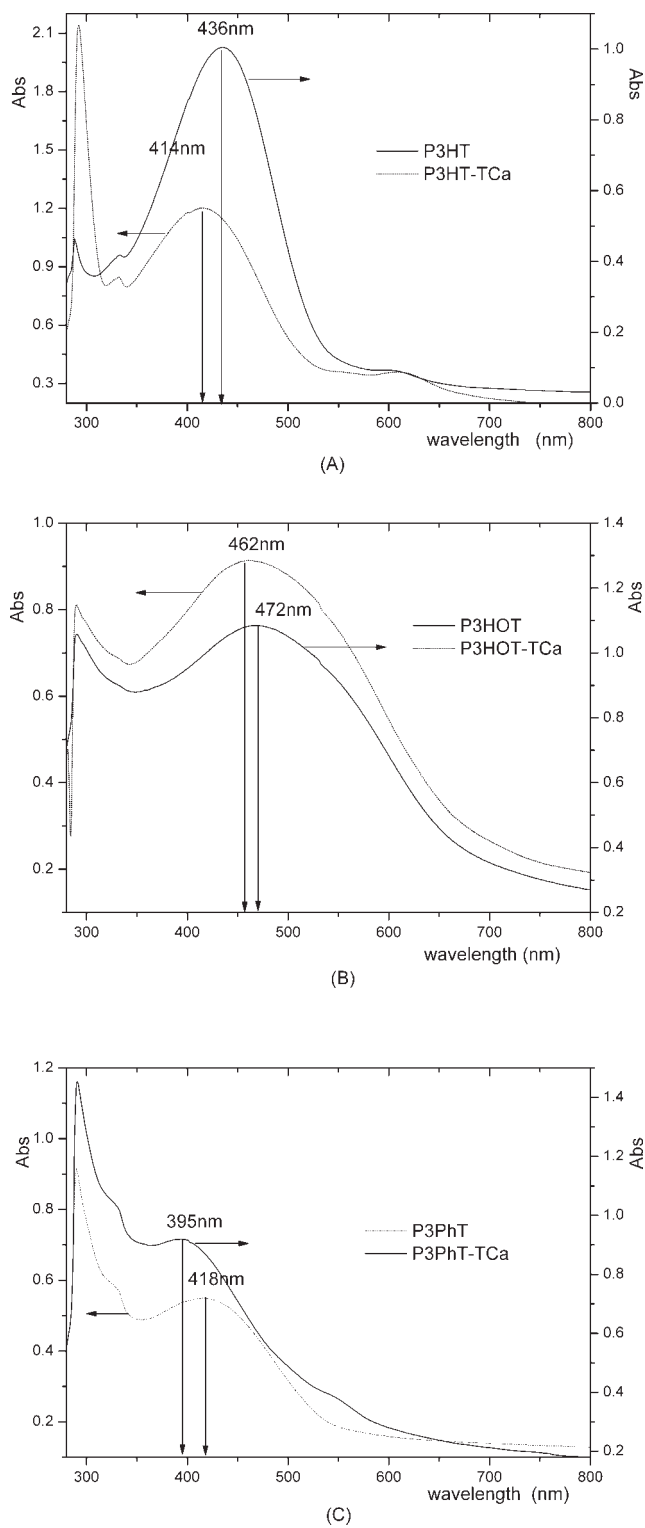 436nm
2.1
1.0
Abs
Abs
1.8
0.8
414nm
P3HT
P3HT-TCa
1.5
0.6
1.2
0.4
0.9
0.2
0.6
0.3
0.0
300 400 500 600 700 800
wavelength (nm)
(A)
1.0
1.4
462nm
Abs
Abs
1.2
0.8
472nm
P3HOT
P3HOT-TCa
1.0
0.6
0.8
0.6
0.4
0.4
0.2
0.2
300 400 500 600 700 800
wavelength (nm)
(B)
1.2
1.4
Abs
Abs
1.0
1.2
395nm
P3PhT
P3PhT-TCa
0.8
1.0
418nm
0.8
0.6
0.6
0.4
0.4
0.2
0.2
300 400 500 600 700 800
wavelength (nm)
(C)